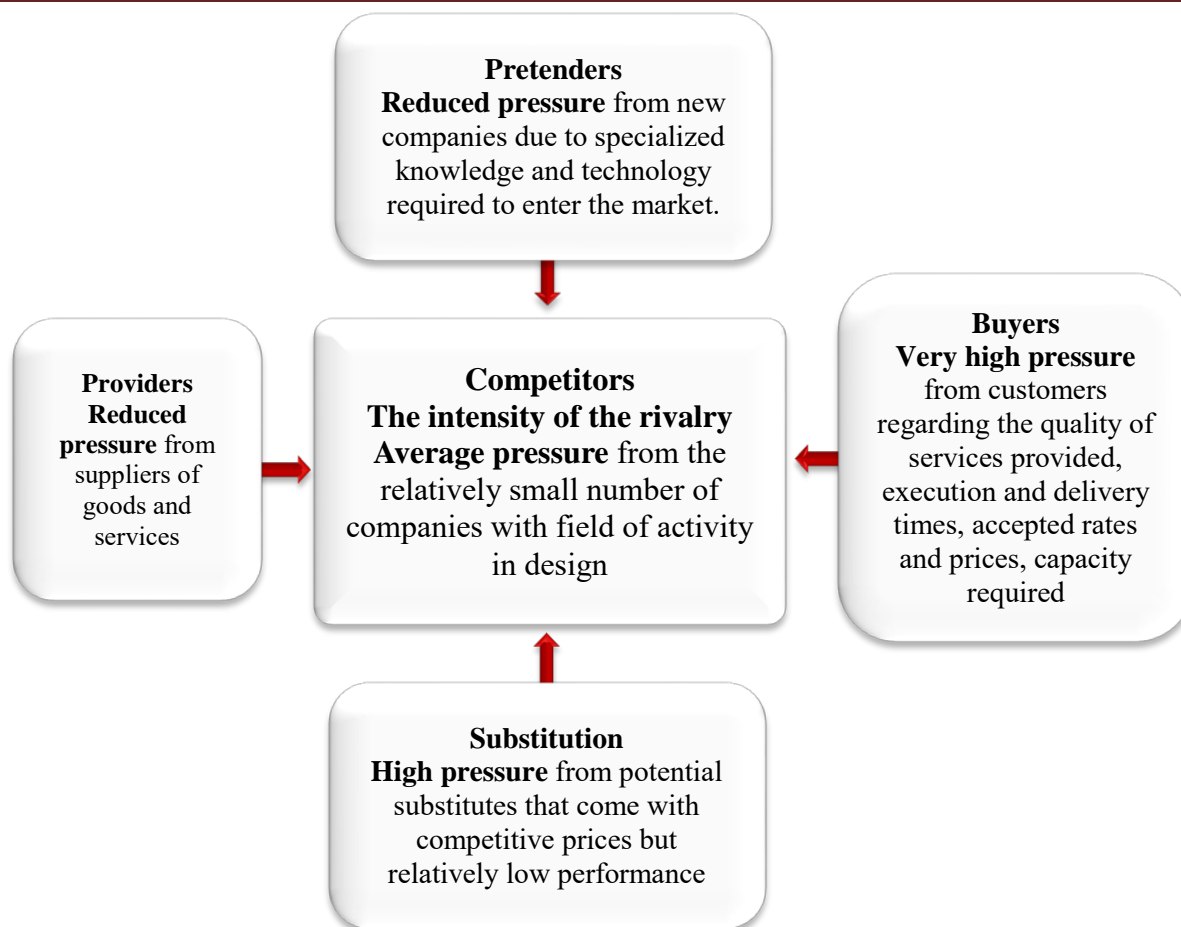 Pretenders
Reduced pressure from new
companies due to specialized
knowledge and technology
required to enter the market.
Providers
Reduced
pressure from
suppliers of
goods and
services
Competitors
The intensity of the rivalry
Average pressure from the
relatively small number of
companies with field of activity
in design
Buyers
Very high pressure
from customers
regarding the quality of
services provided,
execution and delivery
times, accepted rates
and prices, capacity
required
Substitution
High pressure from potential
substitutes that come with
competitive prices but
relatively low performance